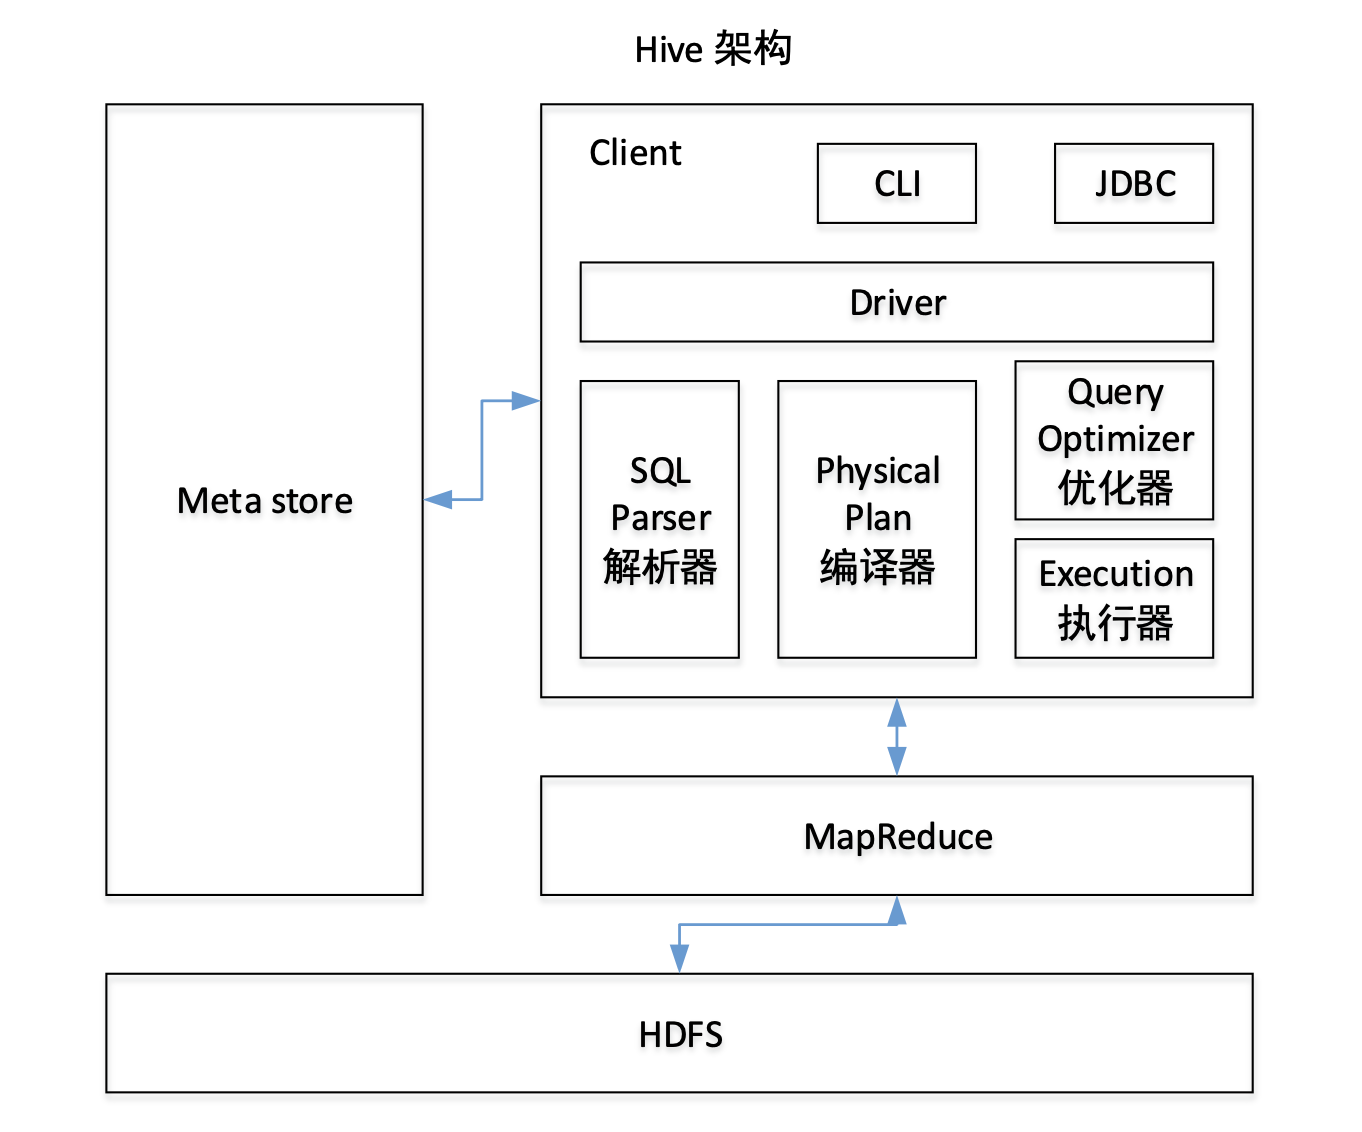 Hive 架构
Client
CLI
JDBC
Driver
Meta store
SQL
Parser
解析器
Physical
Plan
编译器
Query
Optimizer
优化器
Execution
执行器
MapReduce
HDFS